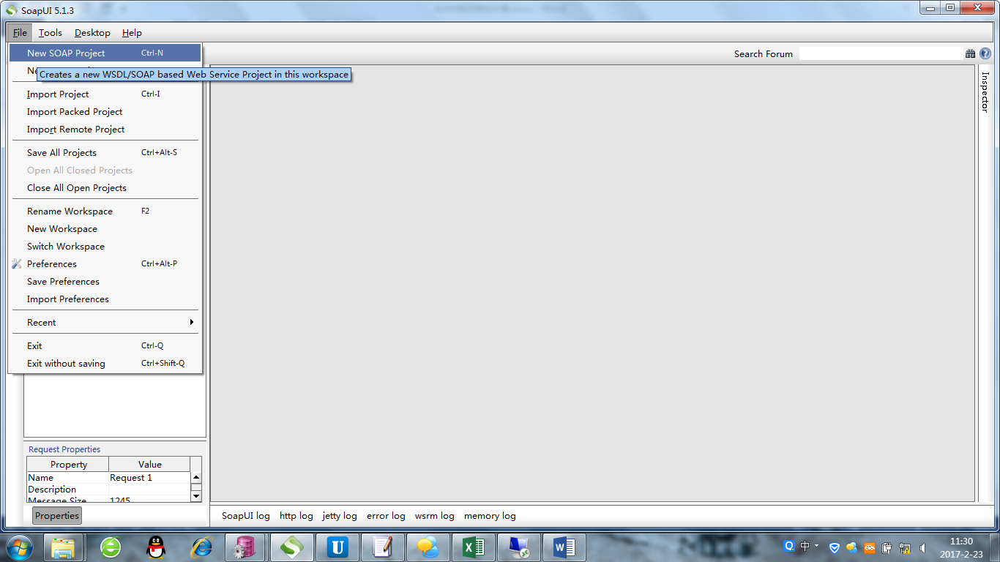 SoapUI 5.1.3
File Tools Desktop Help
New SOAP Project Ctrl-N
Search Forum
Creates a new WSDL/SOAP based Web Service Project in this workspace
Import Project Ctrl-I
Import Packed Project
Import Remote Project
Save All Projects Ctrl+Alt-S
Open All Closed Projects
Close All Open Projects
Rename Workspace F2
New Workspace
Switch Workspace
Preferences Ctrl+Alt-P
Save Preferences
Import Preferences
Recent
Exit Ctrl-Q
Exit without saving Ctrl+Shift-Q
Inspector
Request Properties
Property Value
Name Request 1
Description
Message Size 1245
Properties
SoapUI log http log jetty log error log wsrm log memory log
中
11:30
2017-2-23